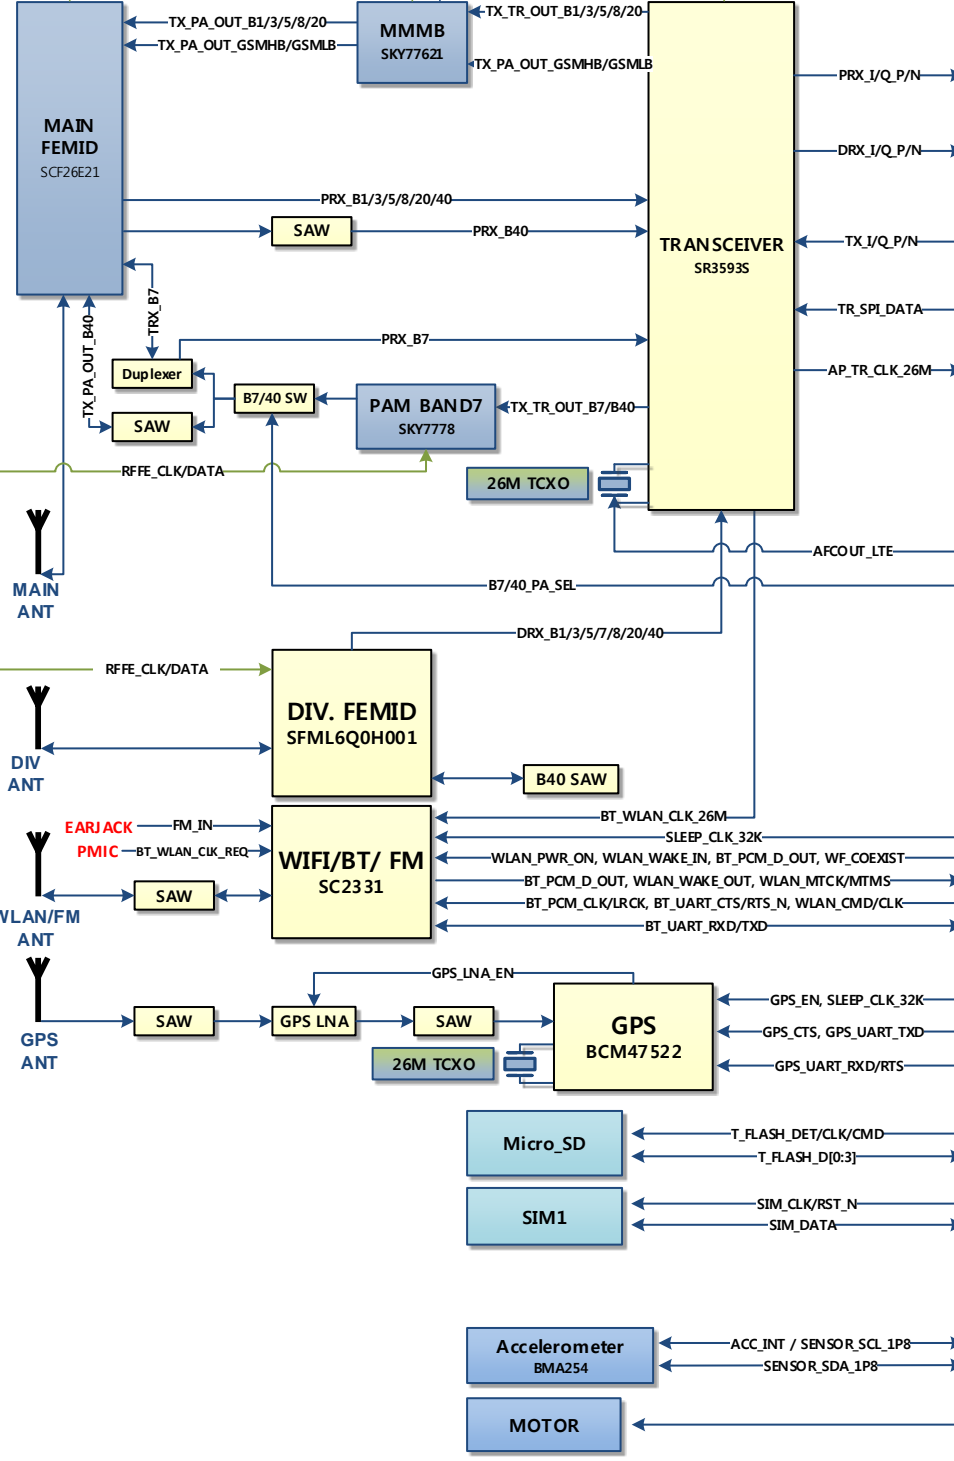 TX_PA_OUT_B1/3/5/8/20
TX_PA_OUT_GSMHB/GSMLB
MMMB
SKY77621
TX_TR_OUT_B1/3/5/8/20
TX_PA_OUT_GSMHB/GSMLB
PRX_I/Q_P/N
MAIN
FEMID
SCF26E21
DRX_I/Q_P/N
PRX_B1/3/5/8/20/40
SAW
PRX_B40
TRANSCEIVER
SR3593S
TX_I/Q_P/N
TR_SPI_DATA
TRX_B7
TX_PA_OUT_B40
PRX_B7
AP_TR_CLK_26M
Duplexer
B7/40 SW
PAM BAND7
SKY7778
TX_TR_OUT_B7/B40
SAW
RFFE_CLK/DATA
26M TCXO
AFCOUT_LTE
MAIN
ANT
B7/40_PA_SEL
DRX_B1/3/5/7/8/20/40
RFFE_CLK/DATA
DIV. FEMID
SFML6Q0H001
DIV
ANT
B40 SAW
EARJACK
FM_IN
PMIC
BT_WLAN_CLK_REQ
WIFI/BT/ FM
SC2331
BT_WLAN_CLK_26M
SLEEP_CLK_32K
WLAN_PWR_ON, WLAN_WAKE_IN, BT_PCM_D_OUT, WF_COEXIST
BT_PCM_D_OUT, WLAN_WAKE_OUT, WLAN_MTCK/MTMS
BT_PCM_CLK/LRCK, BT_UART_CTS/RTS_N, WLAN_CMD/CLK
BT_UART_RXD/TXD
SAW
WLAN/FM
ANT
GPS_LNA_EN
GPS
ANT
SAW
GPS LNA
SAW
26M TCXO
GPS
BCM47522
GPS_EN, SLEEP_CLK_32K
GPS_CTS, GPS_UART_TXD
GPS_UART_RXD/RTS
Micro_SD
T_FLASH_DET/CLK/CMD
T_FLASH_D[0:3]
SIM1
SIM_CLK/RST_N
SIM_DATA
Accelerometer
BMA254
ACC_INT / SENSOR_SCL_1P8
SENSOR_SDA_1P8
MOTOR